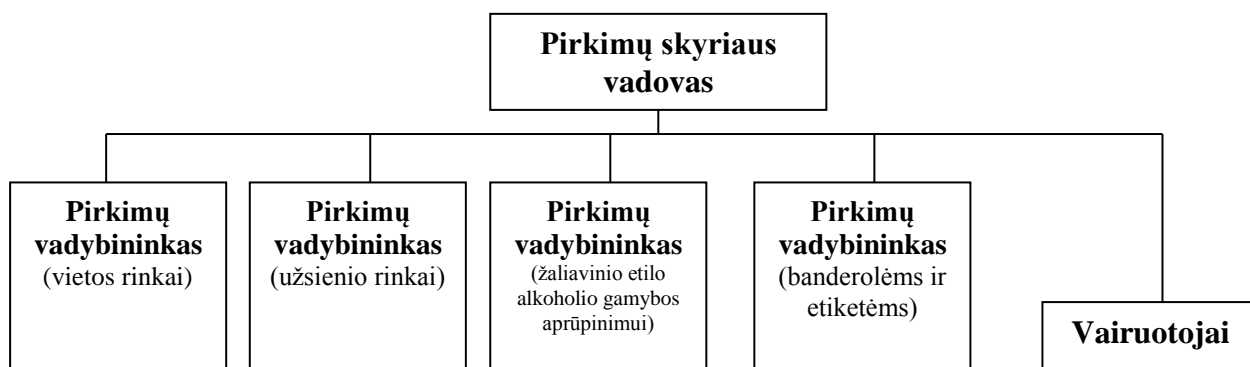 Pirkimų skyriaus
vadovas
Pirkimų
vadybininkas
(vietos rinkai)
Pirkimų
vadybininkas
(užsienio rinkai)
Pirkimų
vadybininkas
(žaliavinio etilo
alkoholio gamybos
aprūpinimui)
Pirkimų
vadybininkas
(banderolėms ir
etiketėms)
Vairuotojai